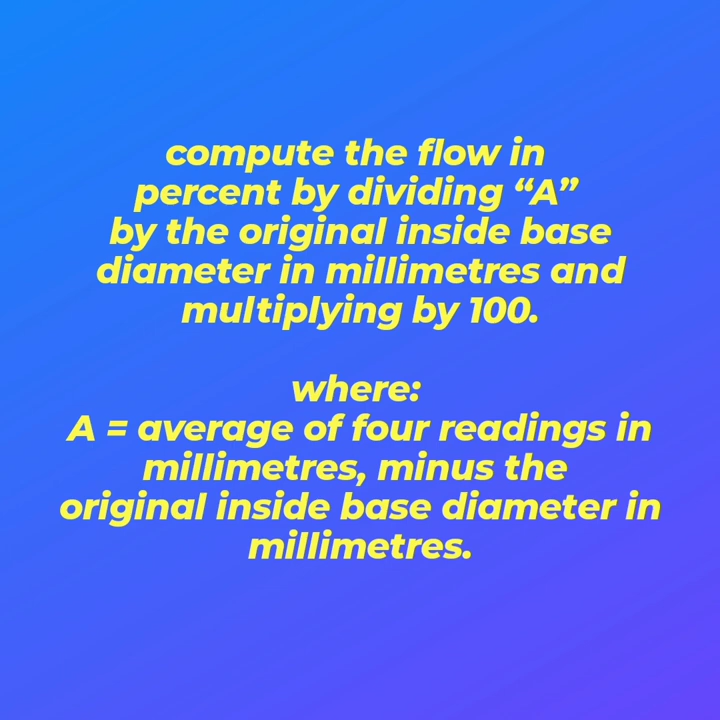 compute the flow in
percent by dividing “A”
by the original inside base
diameter in millimetres and
multiplying by 100.
where:
A = average of four readings in
millimetres, minus the
original inside base diameter in
millimetres.